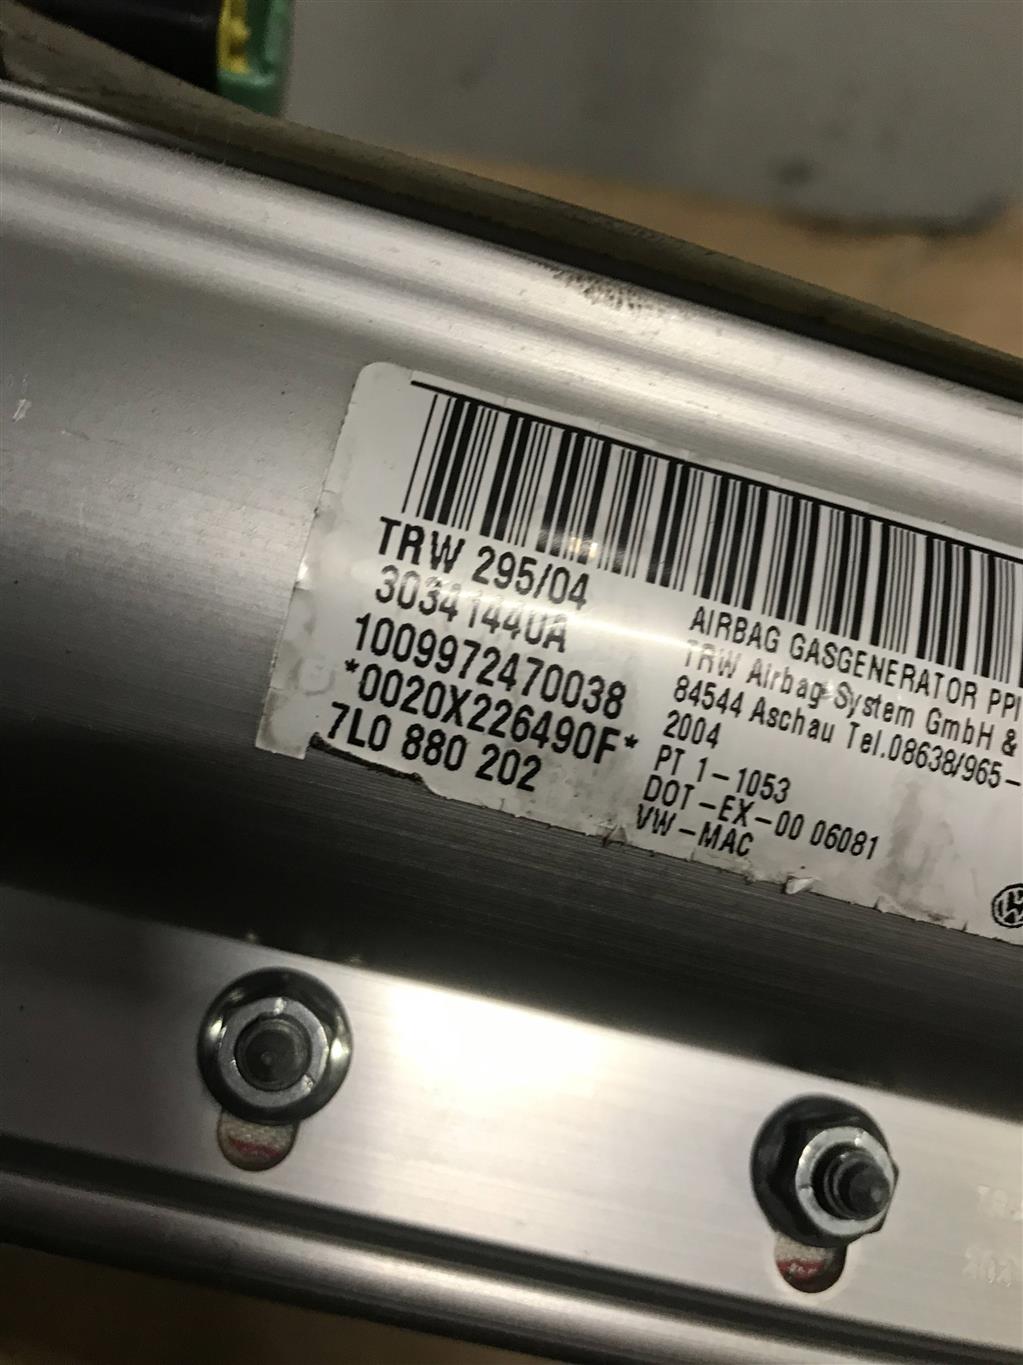 TRW 295/04
30341440A
1009972470038
*0020X226490F*
7L0 880 202
AIRBAG GASGENERATOR PPI
TRW Airbag System GmbH &
84544 Aschau Tel.08638/965-
2004
PT 1-1053
DOT-EX-00 06081
VW-MAC